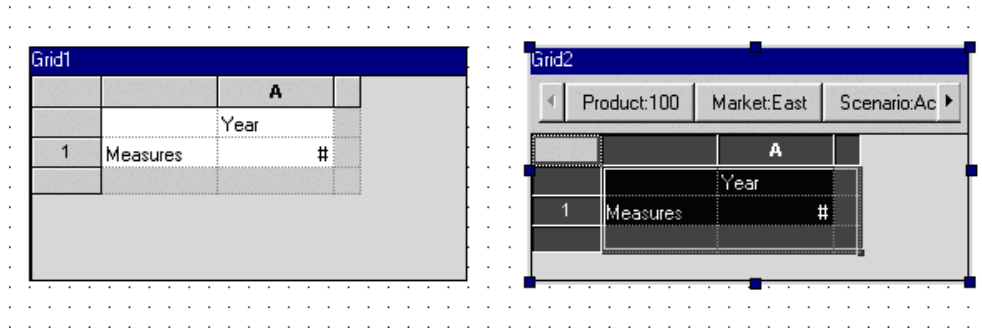 Grid1
A
Year
1 Measures #
Grid2
Product:100 Market:East Scenario:Ac
A
Year
1 Measures #